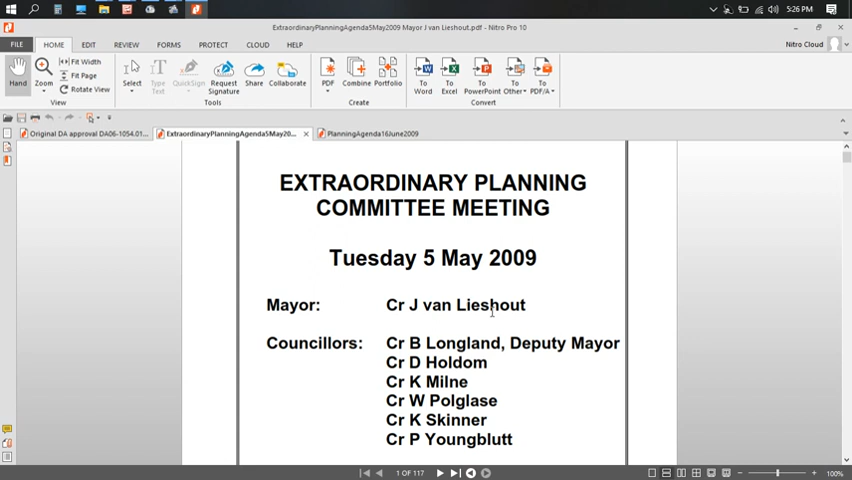 5:26 PM
ExtraordinaryPlanningAgenda5May2009 Mayor J van Lieshout.pdf - Nitro Pro 10
FILE HOME EDIT REVIEW FORMS PROTECT CLOUD HELP Nitro Cloud
Hand Zoom Fit Width Fit Page Rotate View Select Type Text QuickSign Request Signature Share Collaborate PDF Combine Portfolio To Word To Excel To PowerPoint To Other To PDF/A
View Tools Create Convert
Original DA approval DA06-1054.01... ExtraordinaryPlanningAgenda5May20... PlanningAgenda16June2009
EXTRAORDINARY PLANNING
COMMITTEE MEETING
Tuesday 5 May 2009
Mayor: Cr J van Lieshout
Councillors: Cr B Longland, Deputy Mayor
Cr D Holdom
Cr K Milne
Cr W Polglase
Cr K Skinner
Cr P Youngblutt
1 OF 117
100%